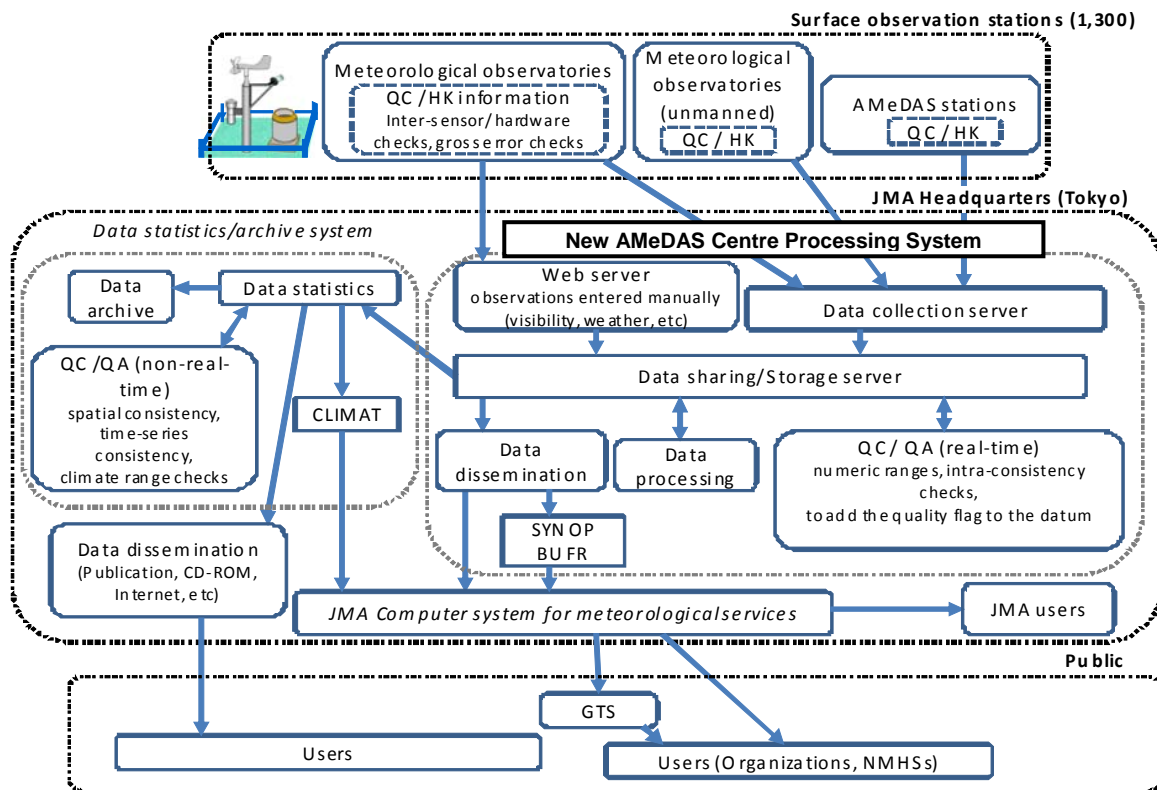 Surface observation stations (1,300)
Meteorological observatories
QC/HK information
Inter-sensor/hardware
checks, gross error checks
Meteorological
observatories
(unmanned)
QC/HK
AMeDAS stations
QC/HK
JMA Headquarters (Tokyo)
Data statistics/archive system
New AMeDAS Centre Processing System
Data
archive
Data statistics
Web server
observations entered manually
(visibility, weather, etc)
Data collection server
QC/QA (non-real-
time)
spatial consistency,
time-series
consistency,
climate range checks
CLIMAT
Data sharing/Storage server
Data
dissemination
Data
processing
QC/QA (real-time)
numeric ranges, intra-consistency
checks,
to add the quality flag to the datum
SYNOP
BUFR
Data dissemination
(Publication, CD-ROM,
Internet, etc)
JMA Computer system for meteorological services
JMA users
Public
GTS
Users
Users (Organizations, NMHSs)